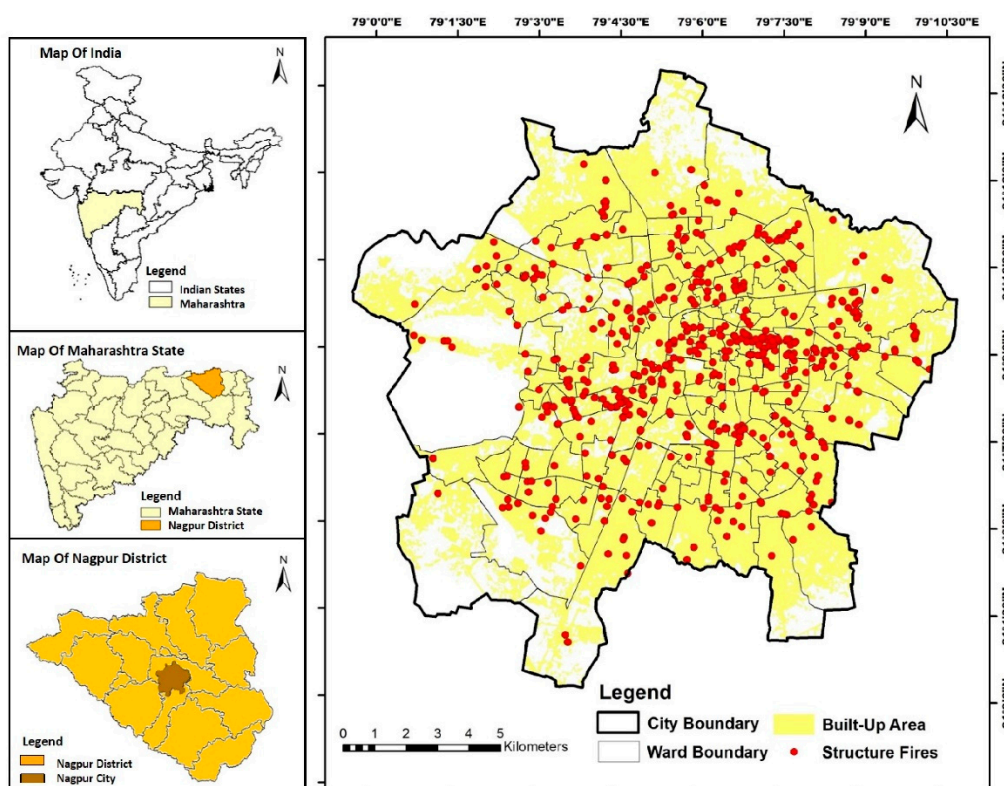 Map Of India
N
Legend
Indian States
Maharashtra
Map Of Maharashtra State
N
Legend
Maharashtra State
Nagpur District
Map Of Nagpur District
N
Legend
Nagpur District
Nagpur City
79°0'0"E 79°1'30"E 79°3'0"E 79°4'30"E 79°6'0"E 79°7'30"E 79°9'0"E 79°10'30"E
N
Legend
City Boundary Built-Up Area
Ward Boundary Structure Fires
0 1 2 3 4 5
Kilometers